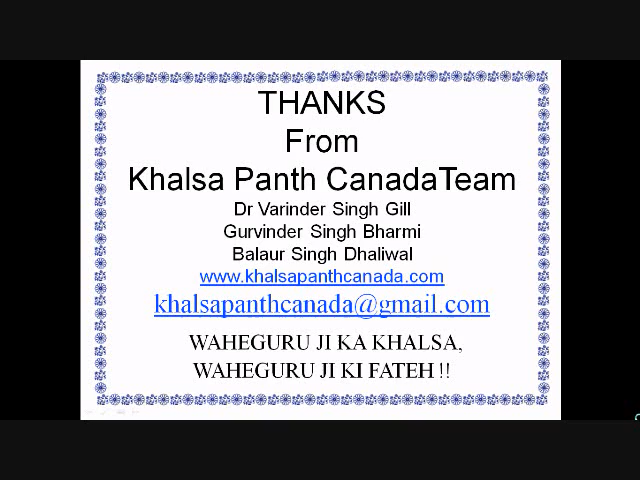 THANKS
From
Khalsa Panth CanadaTeam
Dr Varinder Singh Gill
Gurvinder Singh Bharmi
Balaur Singh Dhaliwal
www.khalsapanthcanada.com
khalsapanthcanada@gmail.com
WAHEGURU JI KA KHALSA,
WAHEGURU JI KI FATEH !!